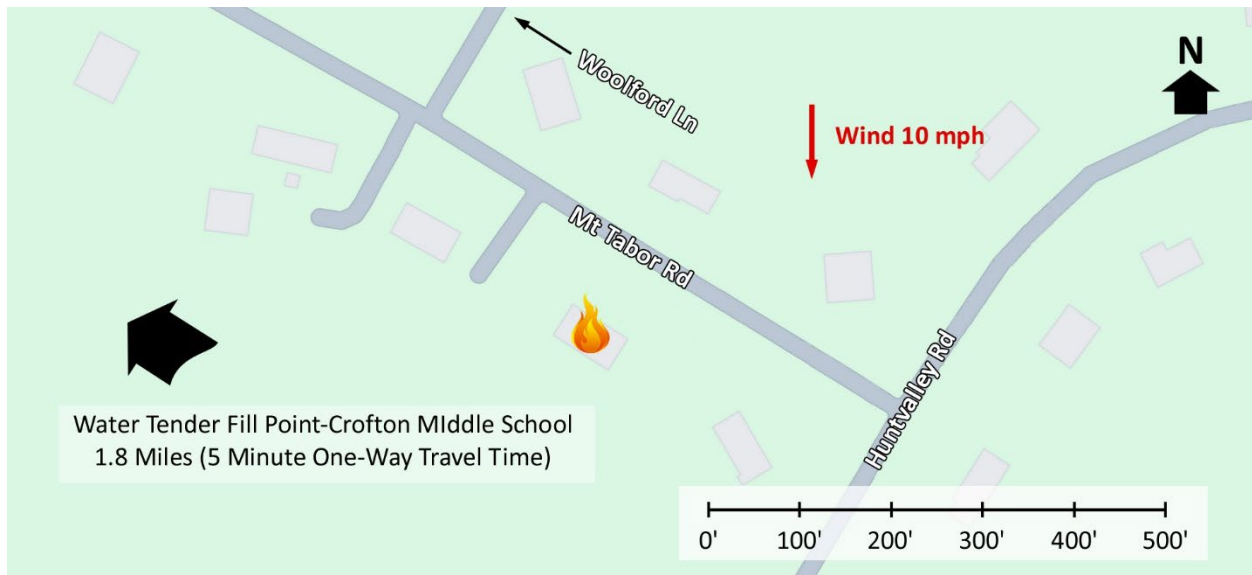 N
Woolford Ln
Wind 10 mph
Mt Tabor Rd
Huntvalley Rd
Water Tender Fill Point-Crofton MIddle School
1.8 Miles (5 Minute One-Way Travel Time)
0' 100' 200' 300' 400' 500'